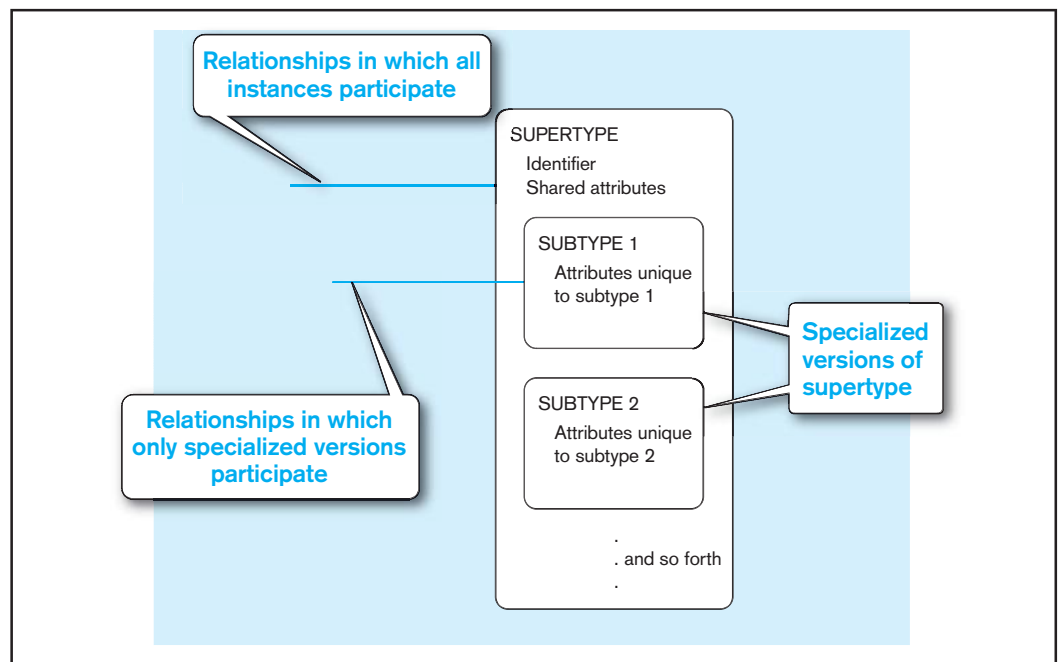 Relationships in which all
instances participate
SUPERTYPE
Identifier
Shared attributes
SUBTYPE 1
Attributes unique
to subtype 1
Specialized
versions of
supertype
Relationships in which
only specialized versions
participate
SUBTYPE 2
Attributes unique
to subtype 2
.
. and so forth
.